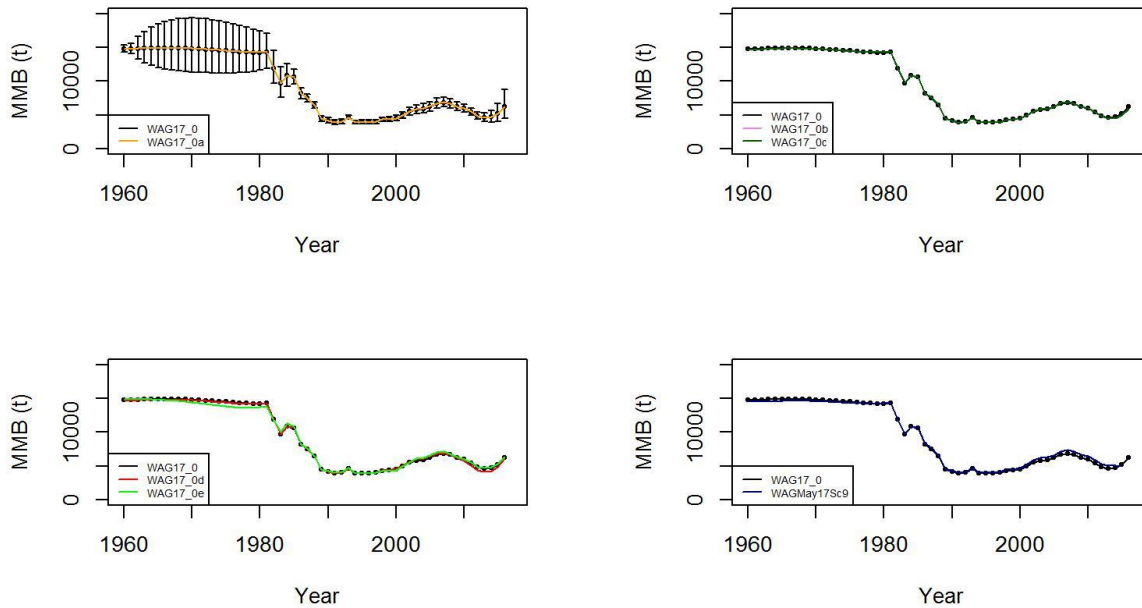 MMB (t)
0
10000
WAG17_0
WAG17_0a
1960
1980
2000
Year
MMB (t)
0
10000
WAG17_0
WAG17_0b
WAG17_0c
1960
1980
2000
Year
MMB (t)
0
10000
WAG17_0
WAG17_0d
WAG17_0e
1960
1980
2000
Year
MMB (t)
0
10000
WAG17_0
WAGMay17Sc9
1960
1980
2000
Year